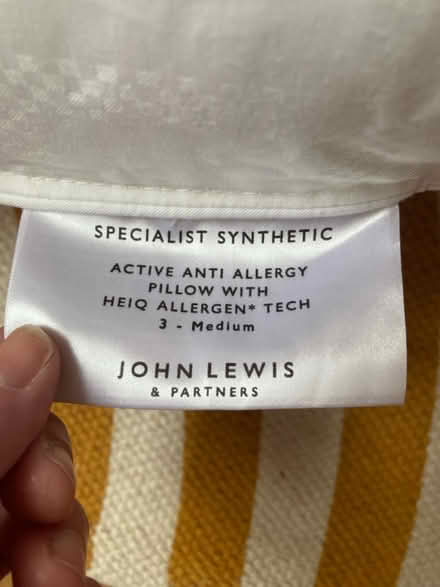 SPECIALIST SYNTHETIC
ACTIVE ANTI ALLERGY
PILLOW WITH
HEIQ ALLERGEN* TECH
3 - Medium
JOHN LEWIS
& PARTNERS